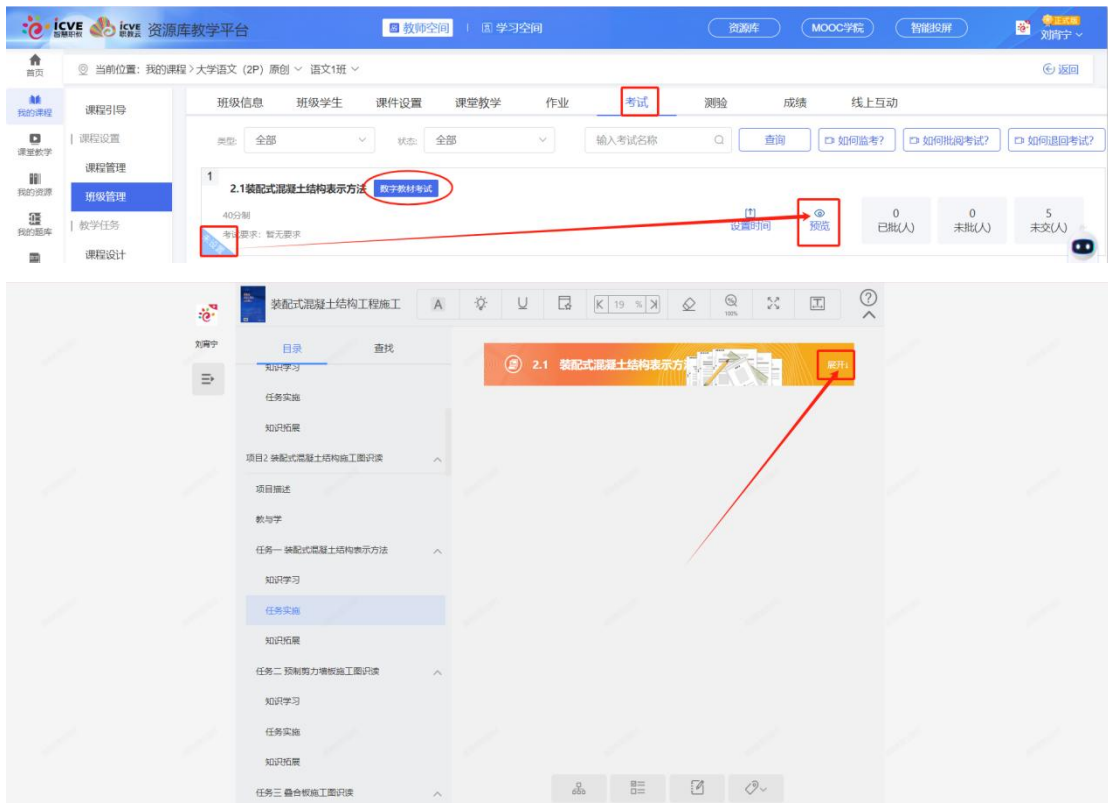 icve 智慧职教 icve 职教云 资源库教学平台 教师空间 学习空间 资源库 MOOC学院 智能投屏 正式版 刘宵宁
首页 当前位置: 我的课程>大学语文 (2P) 原创 语文1班 返回
我的课程 课程引导 班级信息 班级学生 课件设置 课堂教学 作业 考试 测验 成绩 线上互动
课堂教学 课程设置 类型: 全部 状态: 全部 输入考试名称 查询 如何监考? 如何批阅考试? 如何退回考试?
课程管理
我的资源 班级管理 1 2.1装配式混凝土结构表示方法 数字教材考试
我的题库 教学任务 40分制 设置时间 预览 0 已批(人) 0 未批(人) 5 未交(人)
考试要求: 暂无要求
课程设计
装配式混凝土结构工程施工 A U K 19 % 100% T ?
刘宵宁 目录 查找
知识学习 2.1 装配式混凝土结构表示方法 展开
任务实施
知识拓展
项目2 装配式混凝土结构施工图识读
项目描述
教与学
任务一 装配式混凝土结构表示方法
知识学习
任务实施
知识拓展
任务二 预制剪力墙板施工图识读
知识学习
任务实施
知识拓展
任务三 叠合板施工图识读